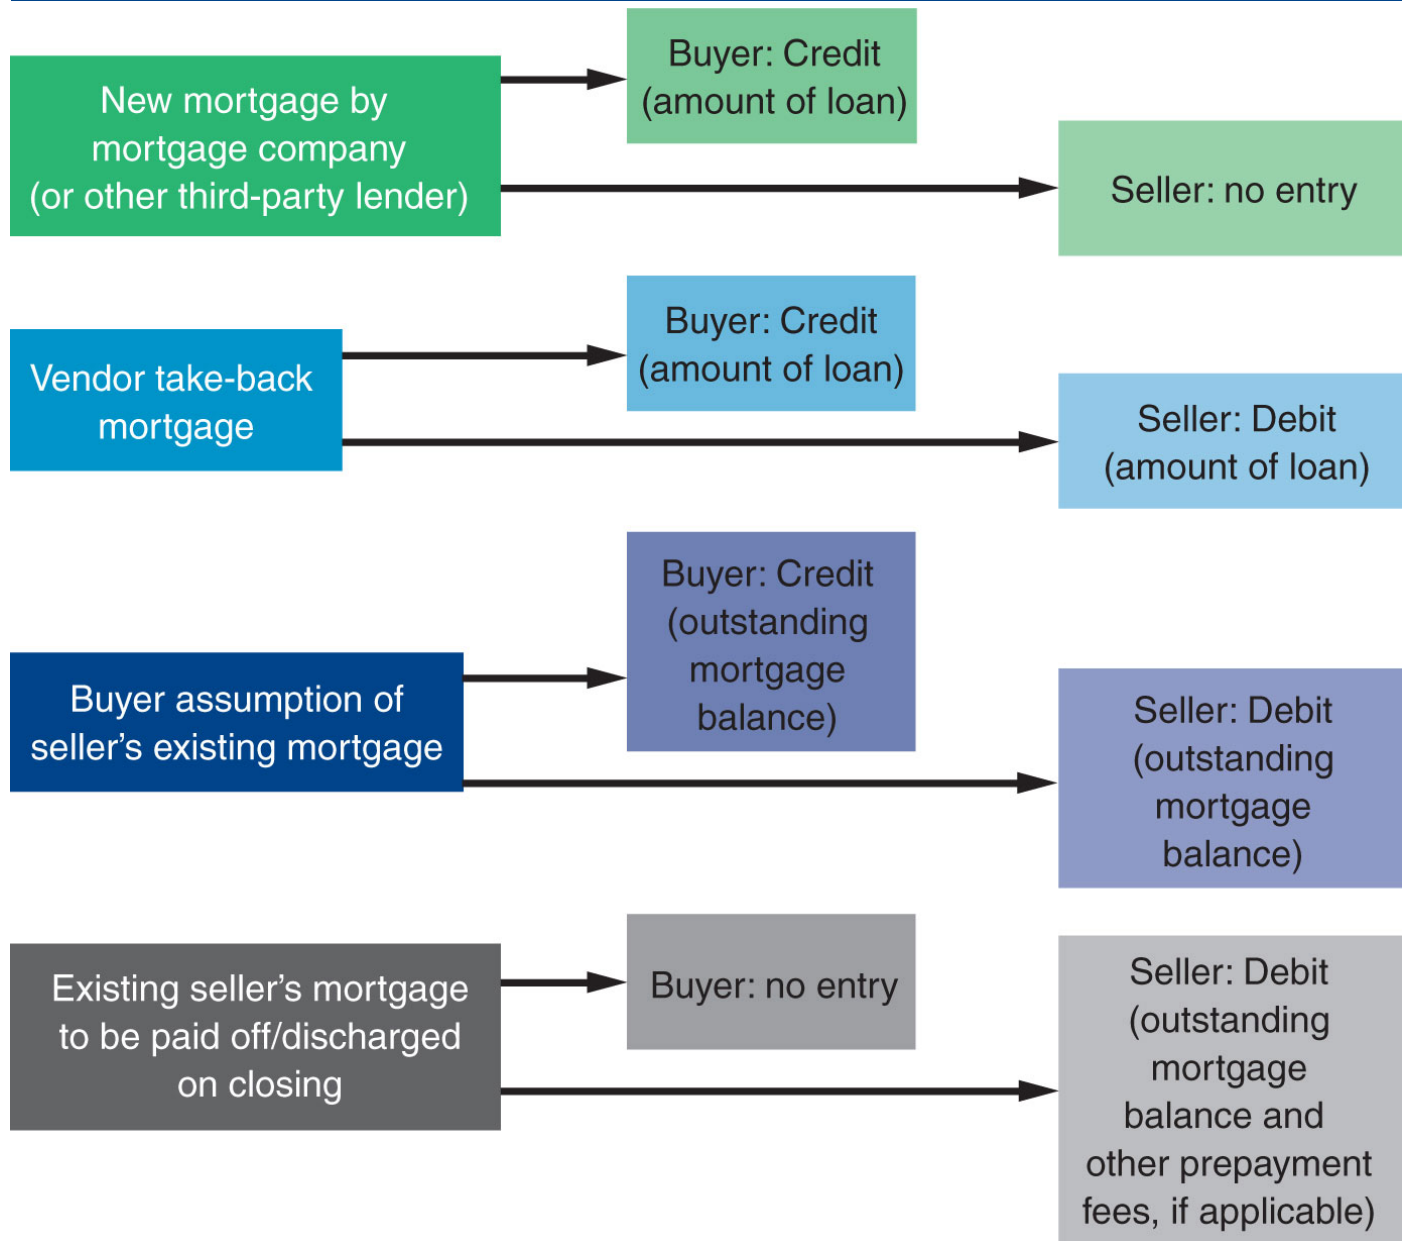 New mortgage by
mortgage company
(or other third-party lender)
Buyer: Credit
(amount of loan)
Seller: no entry
Vendor take-back
mortgage
Buyer: Credit
(amount of loan)
Seller: Debit
(amount of loan)
Buyer assumption of
seller’s existing mortgage
Buyer: Credit
(outstanding
mortgage
balance)
Seller: Debit
(outstanding
mortgage
balance)
Existing seller’s mortgage
to be paid off/discharged
on closing
Buyer: no entry
Seller: Debit
(outstanding
mortgage
balance and
other prepayment
fees, if applicable)